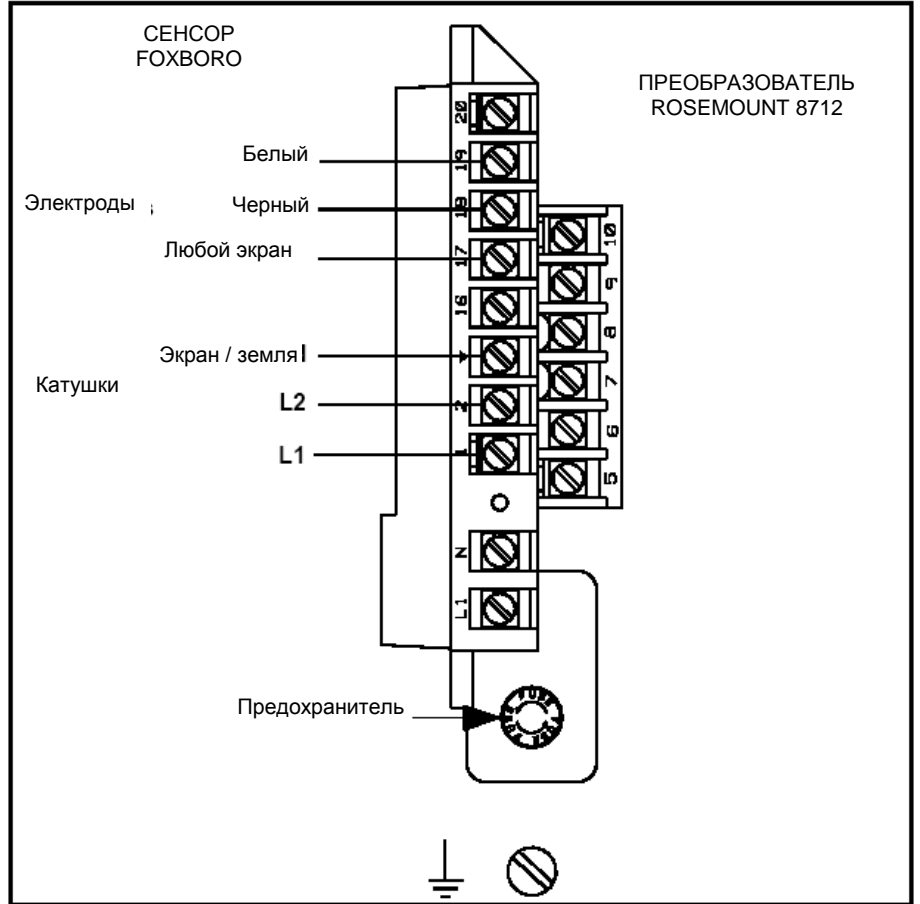 СЕНСОР
FOXBORO
ПРЕОБРАЗОВАТЕЛЬ
ROSEMOUNT 8712
20
Белый
19
Электроды
Черный
18
10
Любой экран
17
9
16
8
Экран / земля
7
Катушки
L2
2
6
L1
1
5
N
L1
Предохранитель
FUSE